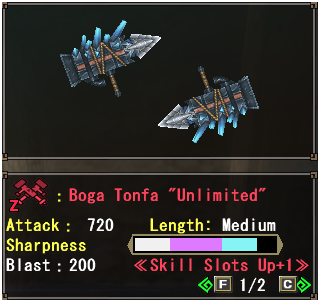 Z : Boga Tonfa "Unlimited"
Attack : 720 Length: Medium
Sharpness
Blast : 200 ≪Skill Slots Up+1≫
F 1/2 C